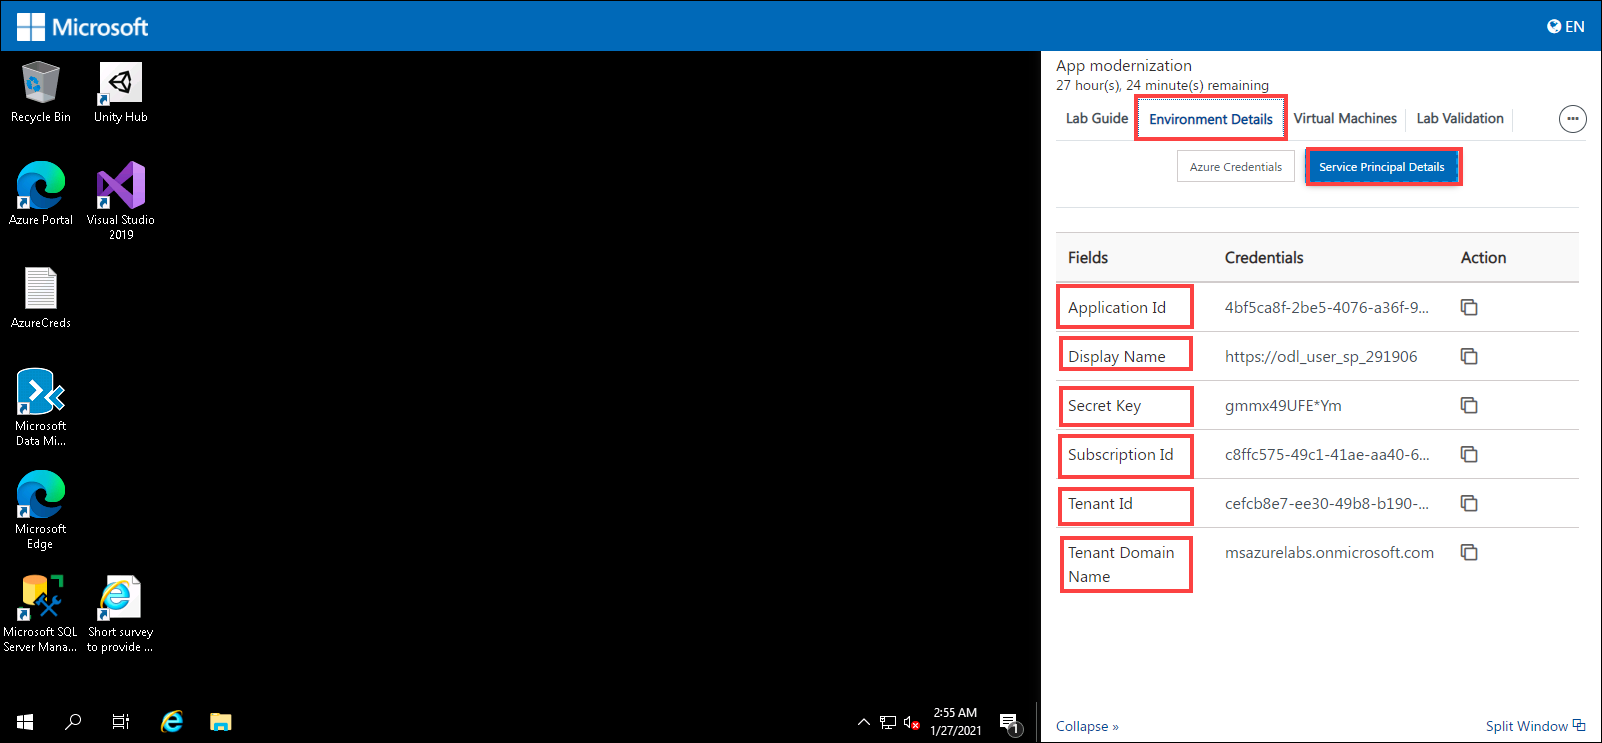 Microsoft
EN
Recycle Bin
Unity Hub
Azure Portal
Visual Studio
2019
AzureCreds
Microsoft
Data Mi...
Microsoft
Edge
Microsoft SQL
Server Mana...
Short survey
to provide ...
2:55 AM
1/27/2021
1
App modernization
27 hour(s), 24 minute(s) remaining
Lab Guide
Environment Details
Virtual Machines
Lab Validation
Azure Credentials
Service Principal Details
Fields Credentials Action
Application Id 4bf5ca8f-2be5-4076-a36f-9...
Display Name https://odl_user_sp_291906
Secret Key gmmx49UFE*Ym
Subscription Id c8ffc575-49c1-41ae-aa40-6...
Tenant Id cefcb8e7-ee30-49b8-b190-...
Tenant Domain msazurelabs.onmicrosoft.com
Name
Collapse »
Split Window